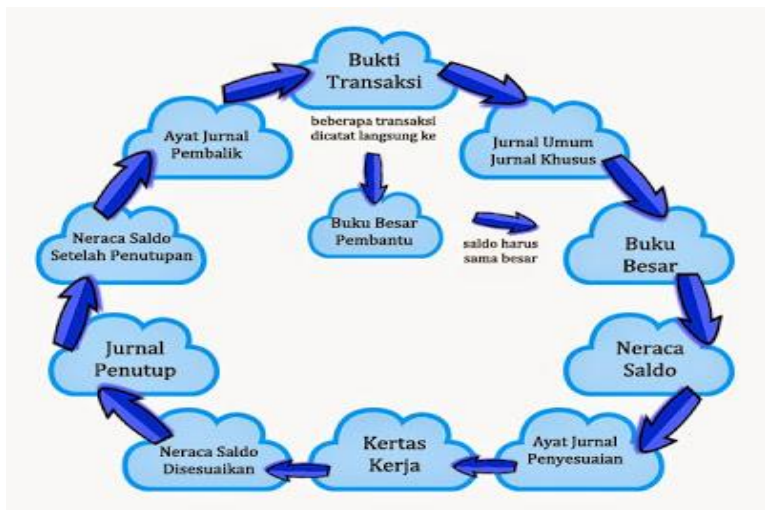 Bukti
Transaksi
beberapa transaksi
dicatat langsung ke
Jurnal Umum
Jurnal Khusus
Ayat Jurnal
Pembalik
Buku Besar
Pembantu
saldo harus
sama besar
Buku
Besar
Neraca Saldo
Setelah Penutupan
Neraca
Saldo
Jurnal
Penutup
Ayat Jurnal
Penyesuaian
Kertas
Kerja
Neraca Saldo
Disesuaikan